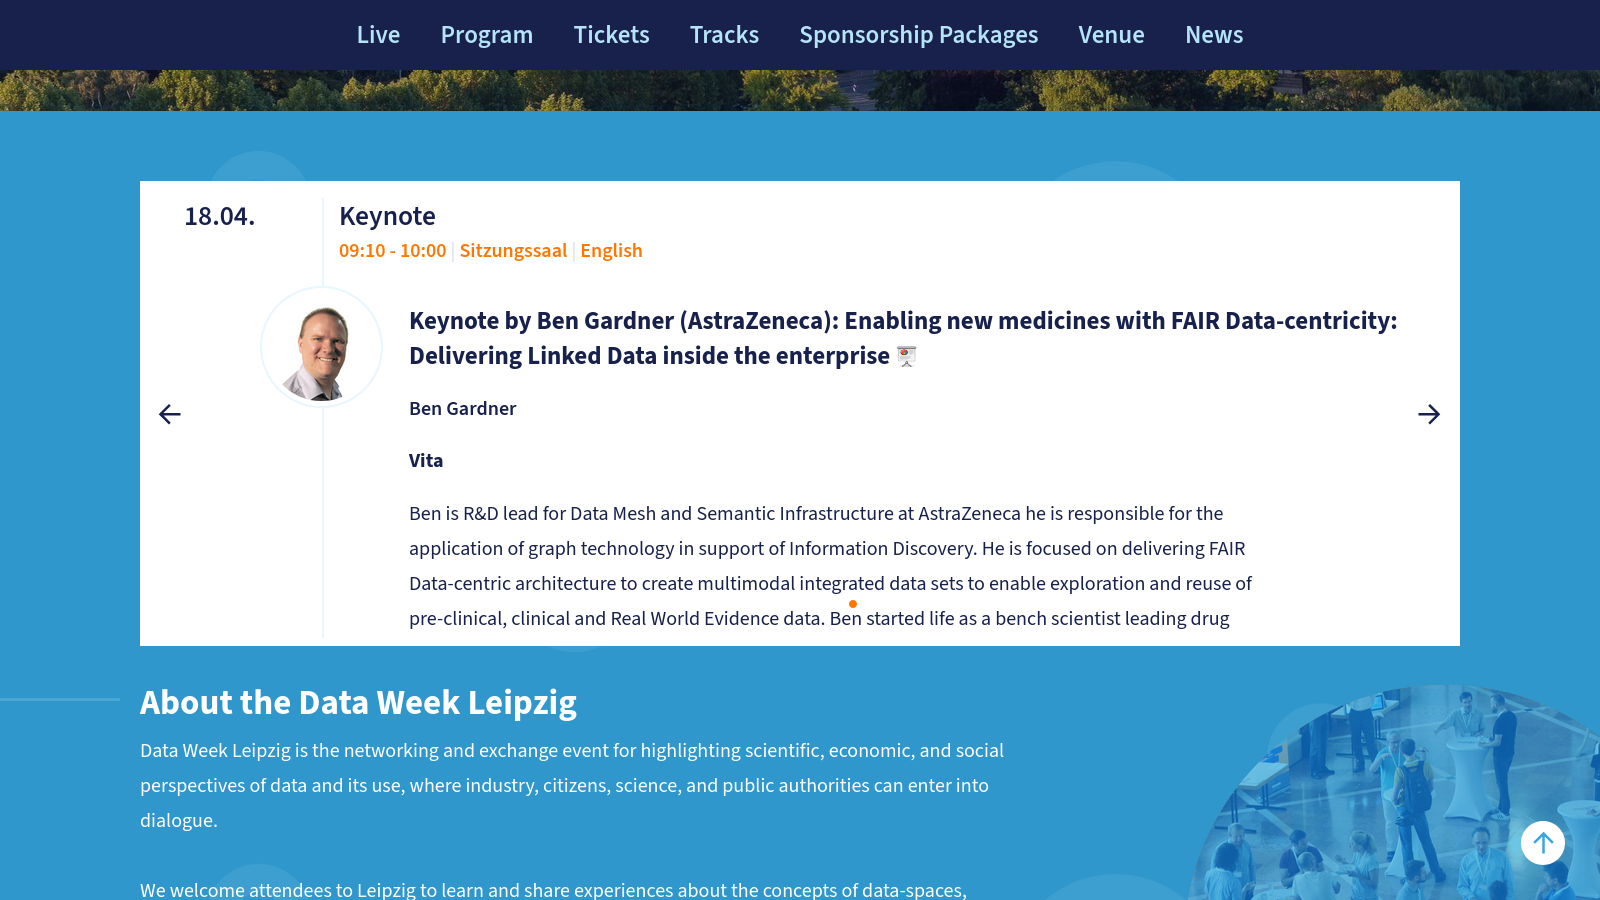 Live Program Tickets Tracks Sponsorship Packages Venue News
18.04.
Keynote
09:10 - 10:00 | Sitzungssaal | English
Keynote by Ben Gardner (AstraZeneca): Enabling new medicines with FAIR Data-centricity:
Delivering Linked Data inside the enterprise
Ben Gardner
Vita
Ben is R&D lead for Data Mesh and Semantic Infrastructure at AstraZeneca he is responsible for the
application of graph technology in support of Information Discovery. He is focused on delivering FAIR
Data-centric architecture to create multimodal integrated data sets to enable exploration and reuse of
pre-clinical, clinical and Real World Evidence data. Ben started life as a bench scientist leading drug
About the Data Week Leipzig
Data Week Leipzig is the networking and exchange event for highlighting scientific, economic, and social
perspectives of data and its use, where industry, citizens, science, and public authorities can enter into
dialogue.
We welcome attendees to Leipzig to learn and share experiences about the concepts of data-spaces,